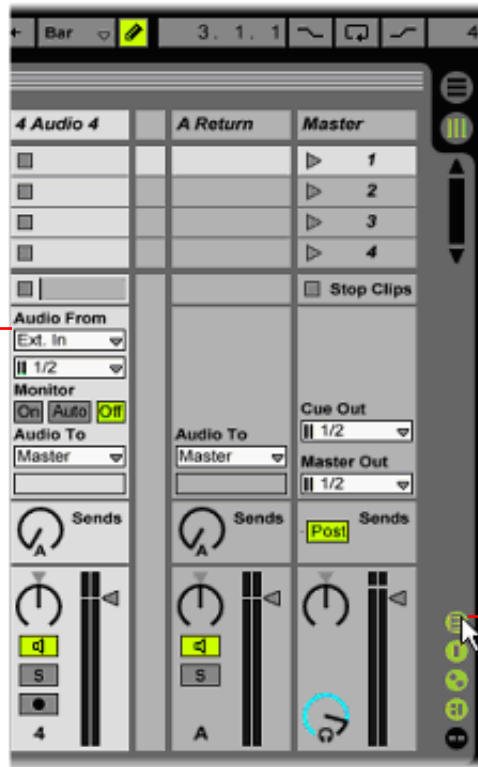 Bar 3. 1. 1 4
4 Audio 4 A Return Master
1
2
3
4
Stop Clips
Audio From
Ext. In
1/2
Monitor
On Auto Off
Cue Out
Audio To Audio To 1/2
Master Master Master Out
1/2
Sends Sends Sends
A A Post
S S
4 A